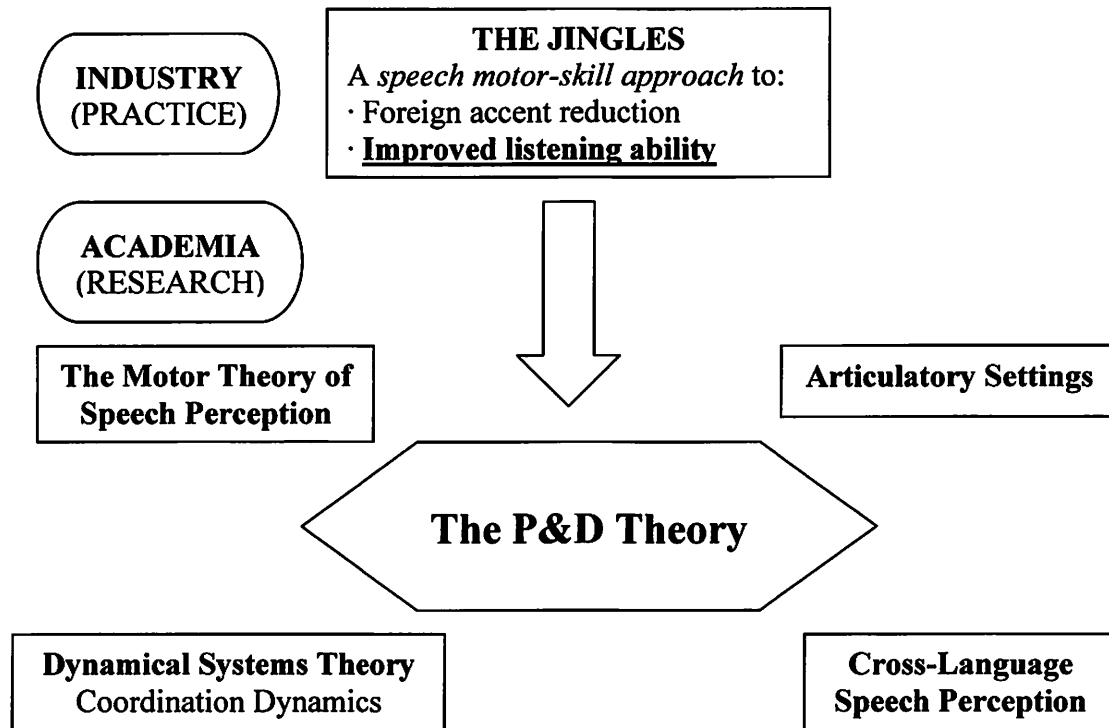 INDUSTRY
(PRACTICE)
THE JINGLES
A speech motor-skill approach to:
· Foreign accent reduction
· Improved listening ability
ACADEMIA
(RESEARCH)
The Motor Theory of
Speech Perception
Articulatory Settings
The P&D Theory
Dynamical Systems Theory
Coordination Dynamics
Cross-Language
Speech Perception